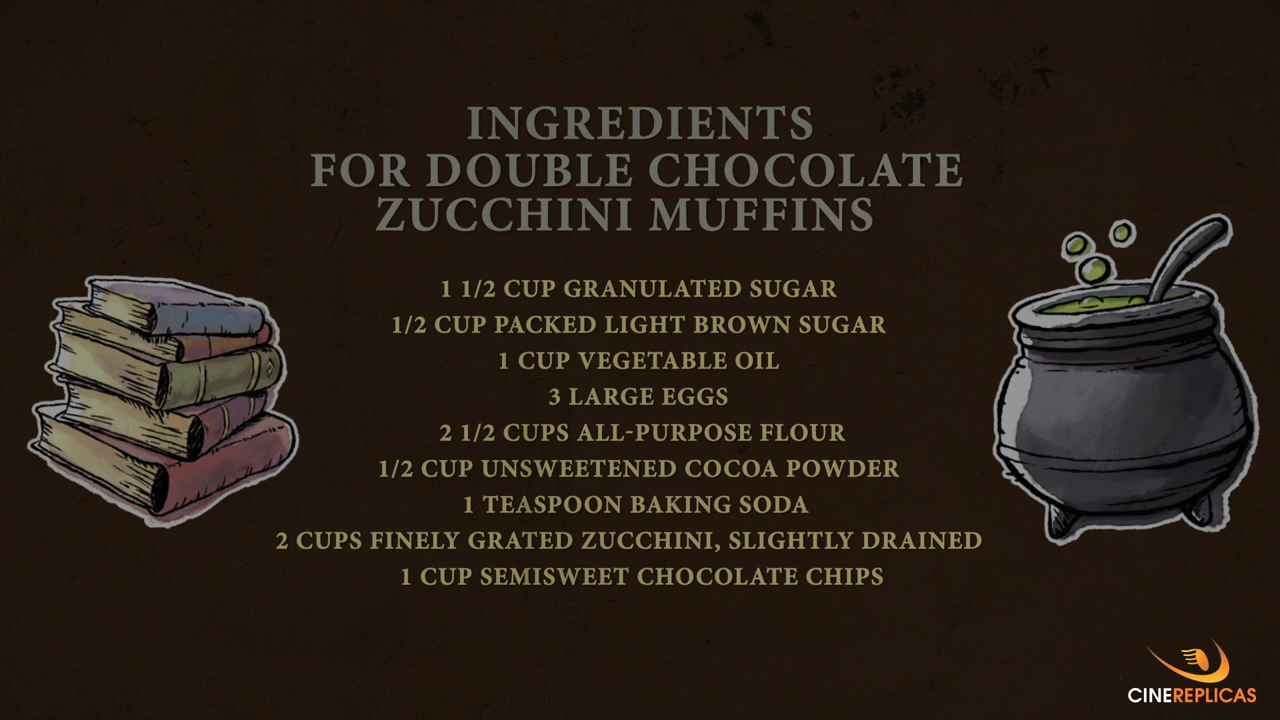 INGREDIENTS
FOR DOUBLE CHOCOLATE
ZUCCHINI MUFFINS
1 1/2 CUP GRANULATED SUGAR
1/2 CUP PACKED LIGHT BROWN SUGAR
1 CUP VEGETABLE OIL
3 LARGE EGGS
2 1/2 CUPS ALL-PURPOSE FLOUR
1/2 CUP UNSWEETENED COCOA POWDER
1 TEASPOON BAKING SODA
2 CUPS FINELY GRATED ZUCCHINI, SLIGHTLY DRAINED
1 CUP SEMISWEET CHOCOLATE CHIPS
CINEREPLICAS